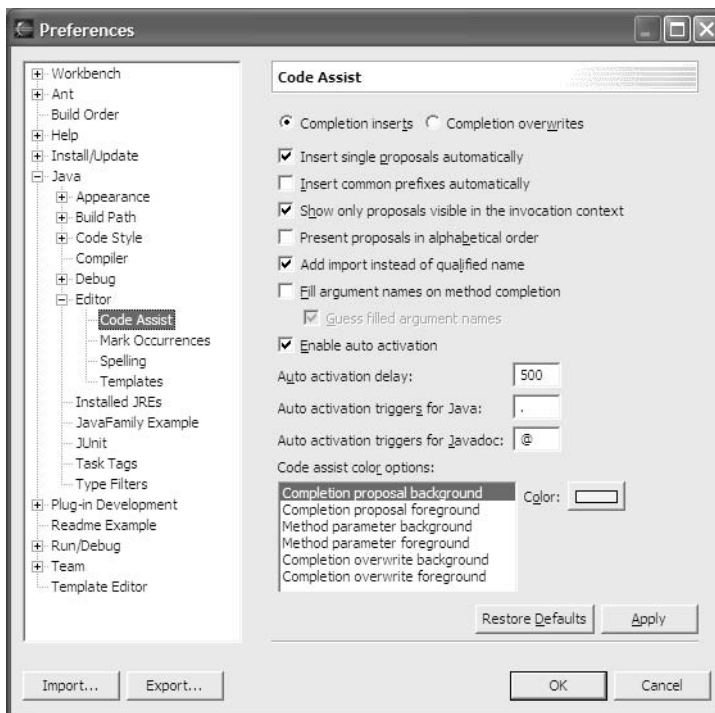 Preferences
Workbench
Ant
Build Order
Help
Install/Update
Java
Appearance
Build Path
Code Style
Compiler
Debug
Editor
Code Assist
Mark Occurrences
Spelling
Templates
Installed JREs
JavaFamily Example
JUnit
Task Tags
Type Filters
Plug-in Development
Readme Example
Run/Debug
Team
Template Editor
Code Assist
Completion inserts Completion overwrites
Insert single proposals automatically
Insert common prefixes automatically
Show only proposals visible in the invocation context
Present proposals in alphabetical order
Add import instead of qualified name
Fill argument names on method completion
Guess filled argument names
Enable auto activation
Auto activation delay: 500
Auto activation triggers for Java: .
Auto activation triggers for Javadoc: @
Code assist color options:
Completion proposal background
Completion proposal foreground
Method parameter background
Method parameter foreground
Completion overwrite background
Completion overwrite foreground
Color:
Restore Defaults Apply
Import... Export... OK Cancel